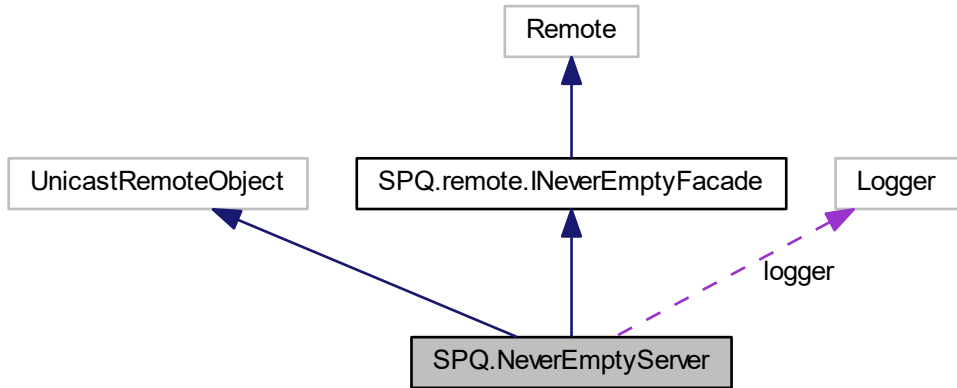 Remote
UnicastRemoteObject
SPQ.remote.INeverEmptyFacade
Logger
logger
SPQ.NeverEmptyServer